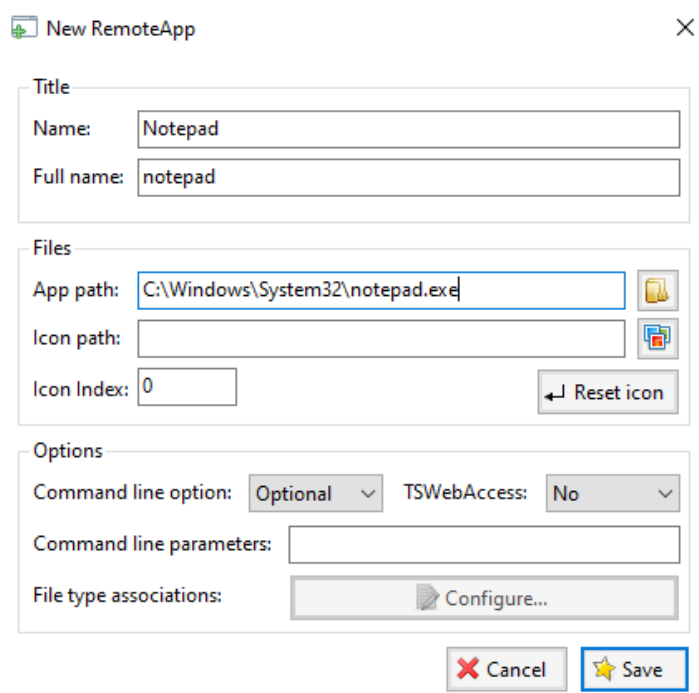 New RemoteApp
Title
Name: Notepad
Full name: notepad
Files
App path: C:\Windows\System32\notepad.exe
Icon path:
Icon Index: 0
Reset icon
Options
Command line option: Optional TSWebAccess: No
Command line parameters:
File type associations: Configure...
Cancel Save